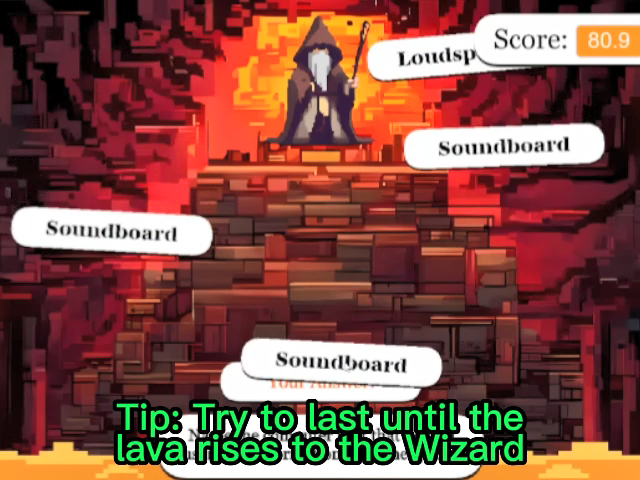 Loudsp
Score: 80.9
Soundboard
Soundboard
Soundboard
Your Answer
Tip: Try to last until the
lava rises to the Wizard